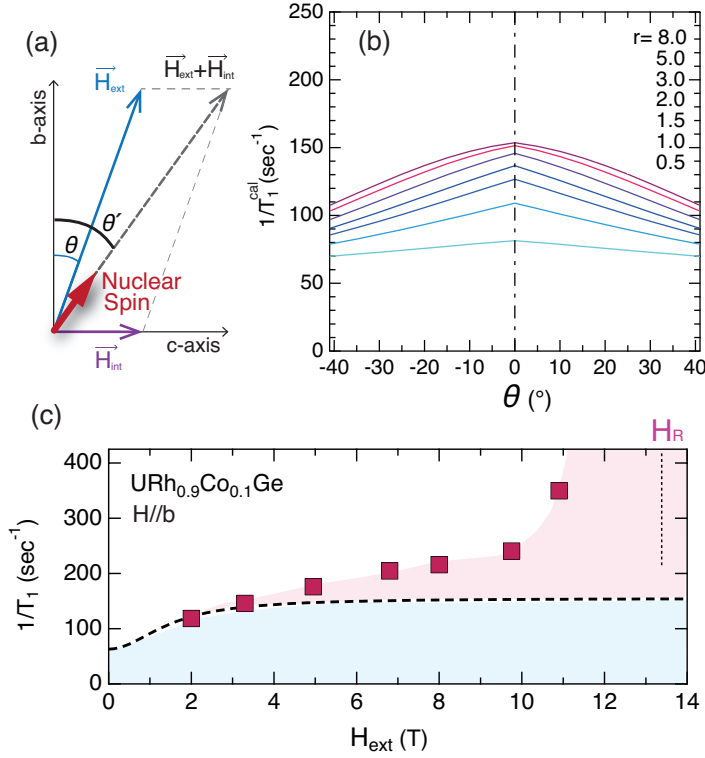 (a)
b-axis
H_ext
H_ext+H_int
θ
θ′
Nuclear
Spin
H_int
c-axis
(b)
250
200
150
100
50
0
1/T_1^cal(sec^-1)
r= 8.0
5.0
3.0
2.0
1.5
1.0
0.5
-40 -30 -20 -10 0 10 20 30 40
θ (°)
(c)
H_R
400
300
200
100
0
1/T_1 (sec^-1)
URh_0.9Co_0.1Ge
H//b
0 2 4 6 8 10 12 14
H_ext (T)